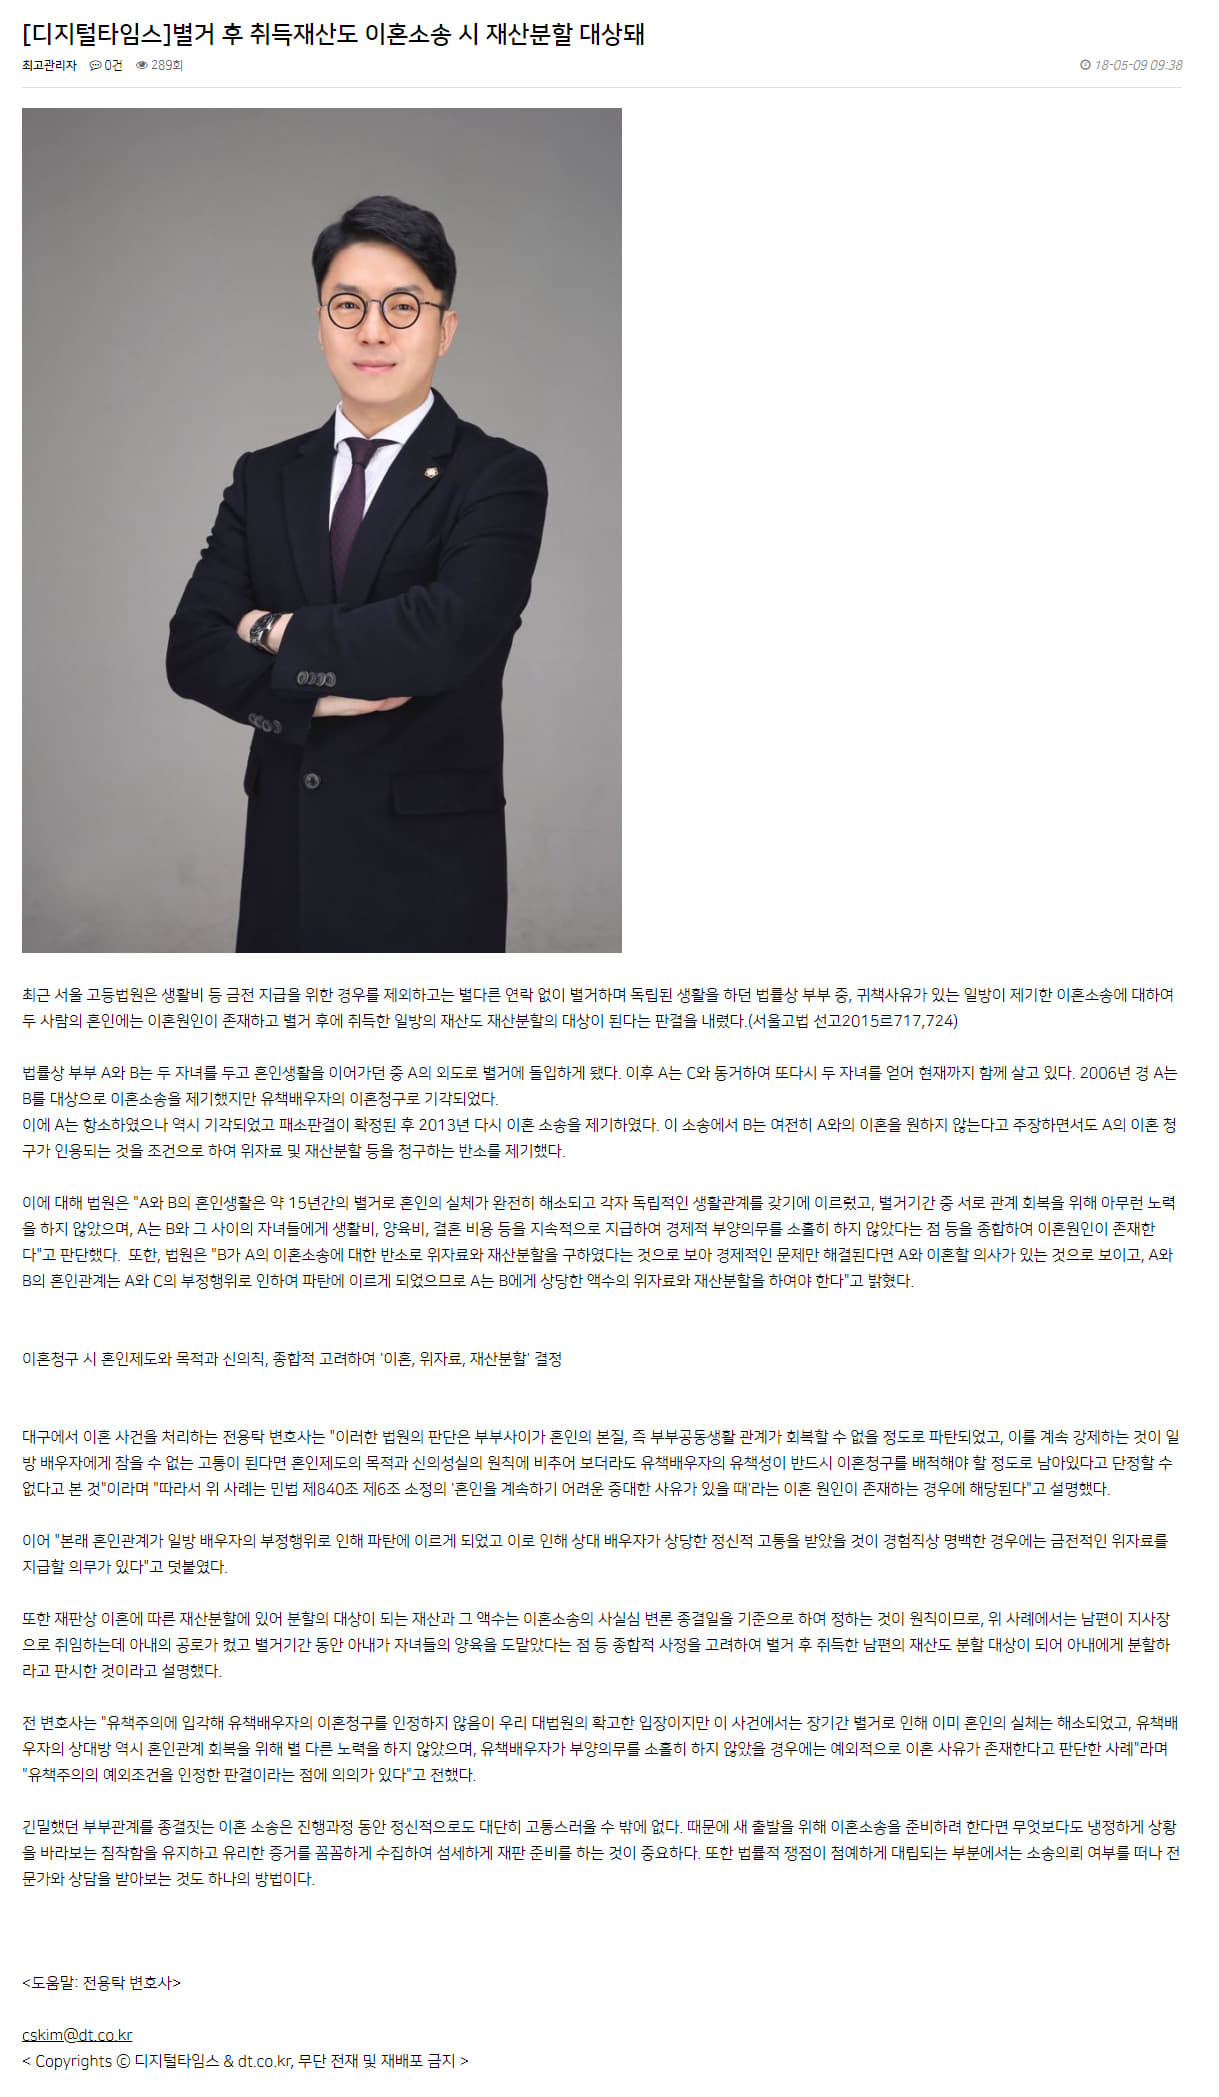 [디지털타임스]별거 후 취득재산도 이혼소송 시 재산분할 대상돼
최고관리자 0건 289회 18-05-09 09:38
최근 서울 고등법원은 생활비 등 금전 지급을 위한 경우를 제외하고는 별다른 연락 없이 별거하며 독립된 생활을 하던 법률상 부부 중, 귀책사유가 있는 일방이 제기한 이혼소송에 대하여
두 사람의 혼인에는 이혼원인이 존재하고 별거 후에 취득한 일방의 재산도 재산분할의 대상이 된다는 판결을 내렸다.(서울고법 선고2015르717,724)
법률상 부부 A와 B는 두 자녀를 두고 혼인생활을 이어가던 중 A의 외도로 별거에 돌입하게 됐다. 이후 A는 C와 동거하여 또다시 두 자녀를 얻어 현재까지 함께 살고 있다. 2006년 경 A는
B를 대상으로 이혼소송을 제기했지만 유책배우자의 이혼청구로 기각되었다.
이에 A는 항소하였으나 역시 기각되었고 패소판결이 확정된 후 2013년 다시 이혼 소송을 제기하였다. 이 소송에서 B는 여전히 A와의 이혼을 원하지 않는다고 주장하면서도 A의 이혼 청
구가 인용되는 것을 조건으로 하여 위자료 및 재산분할 등을 청구하는 반소를 제기했다.
이에 대해 법원은 "A와 B의 혼인생활은 약 15년간의 별거로 혼인의 실체가 완전히 해소되고 각자 독립적인 생활관계를 갖기에 이르렀고, 별거기간 중 서로 관계 회복을 위해 아무런 노력
을 하지 않았으며, A는 B와 그 사이의 자녀들에게 생활비, 양육비, 결혼 비용 등을 지속적으로 지급하여 경제적 부양의무를 소홀히 하지 않았다는 점 등을 종합하여 이혼원인이 존재한
다"고 판단했다. 또한, 법원은 "B가 A의 이혼소송에 대한 반소로 위자료와 재산분할을 구하였다는 것으로 보아 경제적인 문제만 해결된다면 A와 이혼할 의사가 있는 것으로 보이고, A와
B의 혼인관계는 A와 C의 부정행위로 인하여 파탄에 이르게 되었으므로 A는 B에게 상당한 액수의 위자료와 재산분할을 하여야 한다"고 밝혔다.
이혼청구 시 혼인제도와 목적과 신의칙, 종합적 고려하여 '이혼, 위자료, 재산분할' 결정
대구에서 이혼 사건을 처리하는 전용탁 변호사는 "이러한 법원의 판단은 부부사이가 혼인의 본질, 즉 부부공동생활 관계가 회복할 수 없을 정도로 파탄되었고, 이를 계속 강제하는 것이 일
방 배우자에게 참을 수 없는 고통이 된다면 혼인제도의 목적과 신의성실의 원칙에 비추어 보더라도 유책배우자의 유책성이 반드시 이혼청구를 배척해야 할 정도로 남아있다고 단정할 수
없다고 본 것"이라며 "따라서 위 사례는 민법 제840조 제6조 소정의 '혼인을 계속하기 어려운 중대한 사유가 있을 때'라는 이혼 원인이 존재하는 경우에 해당된다"고 설명했다.
이어 "본래 혼인관계가 일방 배우자의 부정행위로 인해 파탄에 이르게 되었고 이로 인해 상대 배우자가 상당한 정신적 고통을 받았을 것이 경험칙상 명백한 경우에는 금전적인 위자료를
지급할 의무가 있다"고 덧붙였다.
또한 재판상 이혼에 따른 재산분할에 있어 분할의 대상이 되는 재산과 그 액수는 이혼소송의 사실심 변론 종결일을 기준으로 하여 정하는 것이 원칙이므로, 위 사례에서는 남편이 지사장
으로 취임하는데 아내의 공로가 컸고 별거기간 동안 아내가 자녀들의 양육을 도맡았다는 점 등 종합적 사정을 고려하여 별거 후 취득한 남편의 재산도 분할 대상이 되어 아내에게 분할하
라고 판시한 것이라고 설명했다.
전 변호사는 "유책주의에 입각해 유책배우자의 이혼청구를 인정하지 않음이 우리 대법원의 확고한 입장이지만 이 사건에서는 장기간 별거로 인해 이미 혼인의 실체는 해소되었고, 유책배
우자의 상대방 역시 혼인관계 회복을 위해 별 다른 노력을 하지 않았으며, 유책배우자가 부양의무를 소홀히 하지 않았을 경우에는 예외적으로 이혼 사유가 존재한다고 판단한 사례"라며
"유책주의의 예외조건을 인정한 판결이라는 점에 의의가 있다"고 전했다.
긴밀했던 부부관계를 종결짓는 이혼 소송은 진행과정 동안 정신적으로도 대단히 고통스러울 수 밖에 없다. 때문에 새 출발을 위해 이혼소송을 준비하려 한다면 무엇보다도 냉정하게 상황
을 바라보는 침착함을 유지하고 유리한 증거를 꼼꼼하게 수집하여 섬세하게 재판 준비를 하는 것이 중요하다. 또한 법률적 쟁점이 첨예하게 대립되는 부분에서는 소송의뢰 여부를 떠나 전
문가와 상담을 받아보는 것도 하나의 방법이다.
<도움말: 전용탁 변호사>
cskim@dt.co.kr
< Copyrights ⓒ 디지털타임스 & dt.co.kr, 무단 전재 및 재배포 금지 >